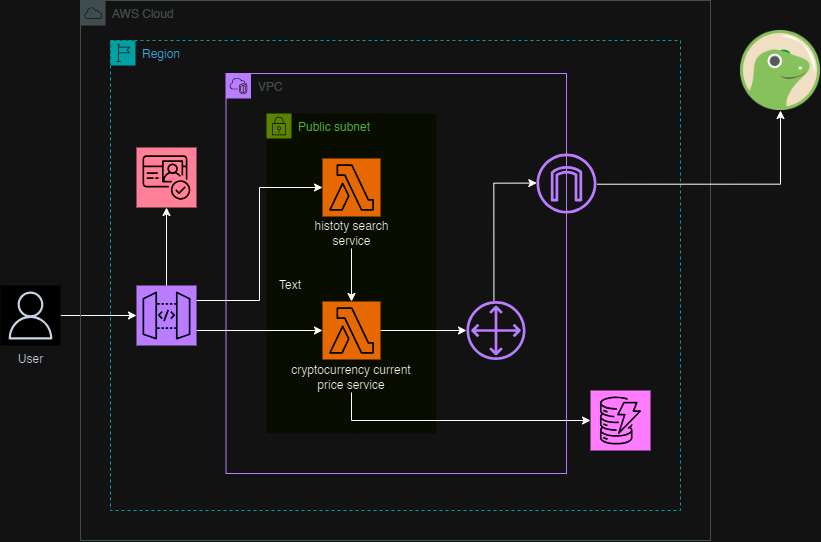 AWS Cloud
Region
VPC
Public subnet
histoty search
service
Text
User
cryptocurrency current
price service